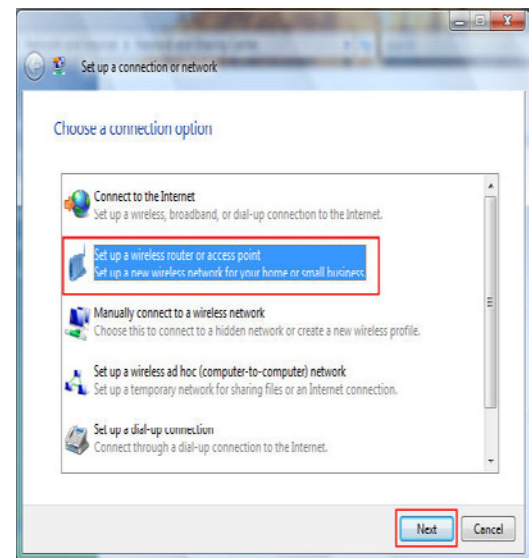 Set up a connection or network
Choose a connection option
Connect to the Internet
Set up a wireless, broadband, or dial-up connection to the Internet.
Set up a wireless router or access point
Set up a new wireless network for your home or small business.
Manually connect to a wireless network
Choose this to connect to a hidden network or create a new wireless profile.
Set up a wireless ad hoc (computer-to-computer) network
Set up a temporary network for sharing files or an Internet connection.
Set up a dial-up connection
Connect through a dial-up connection to the Internet.
Next
Cancel